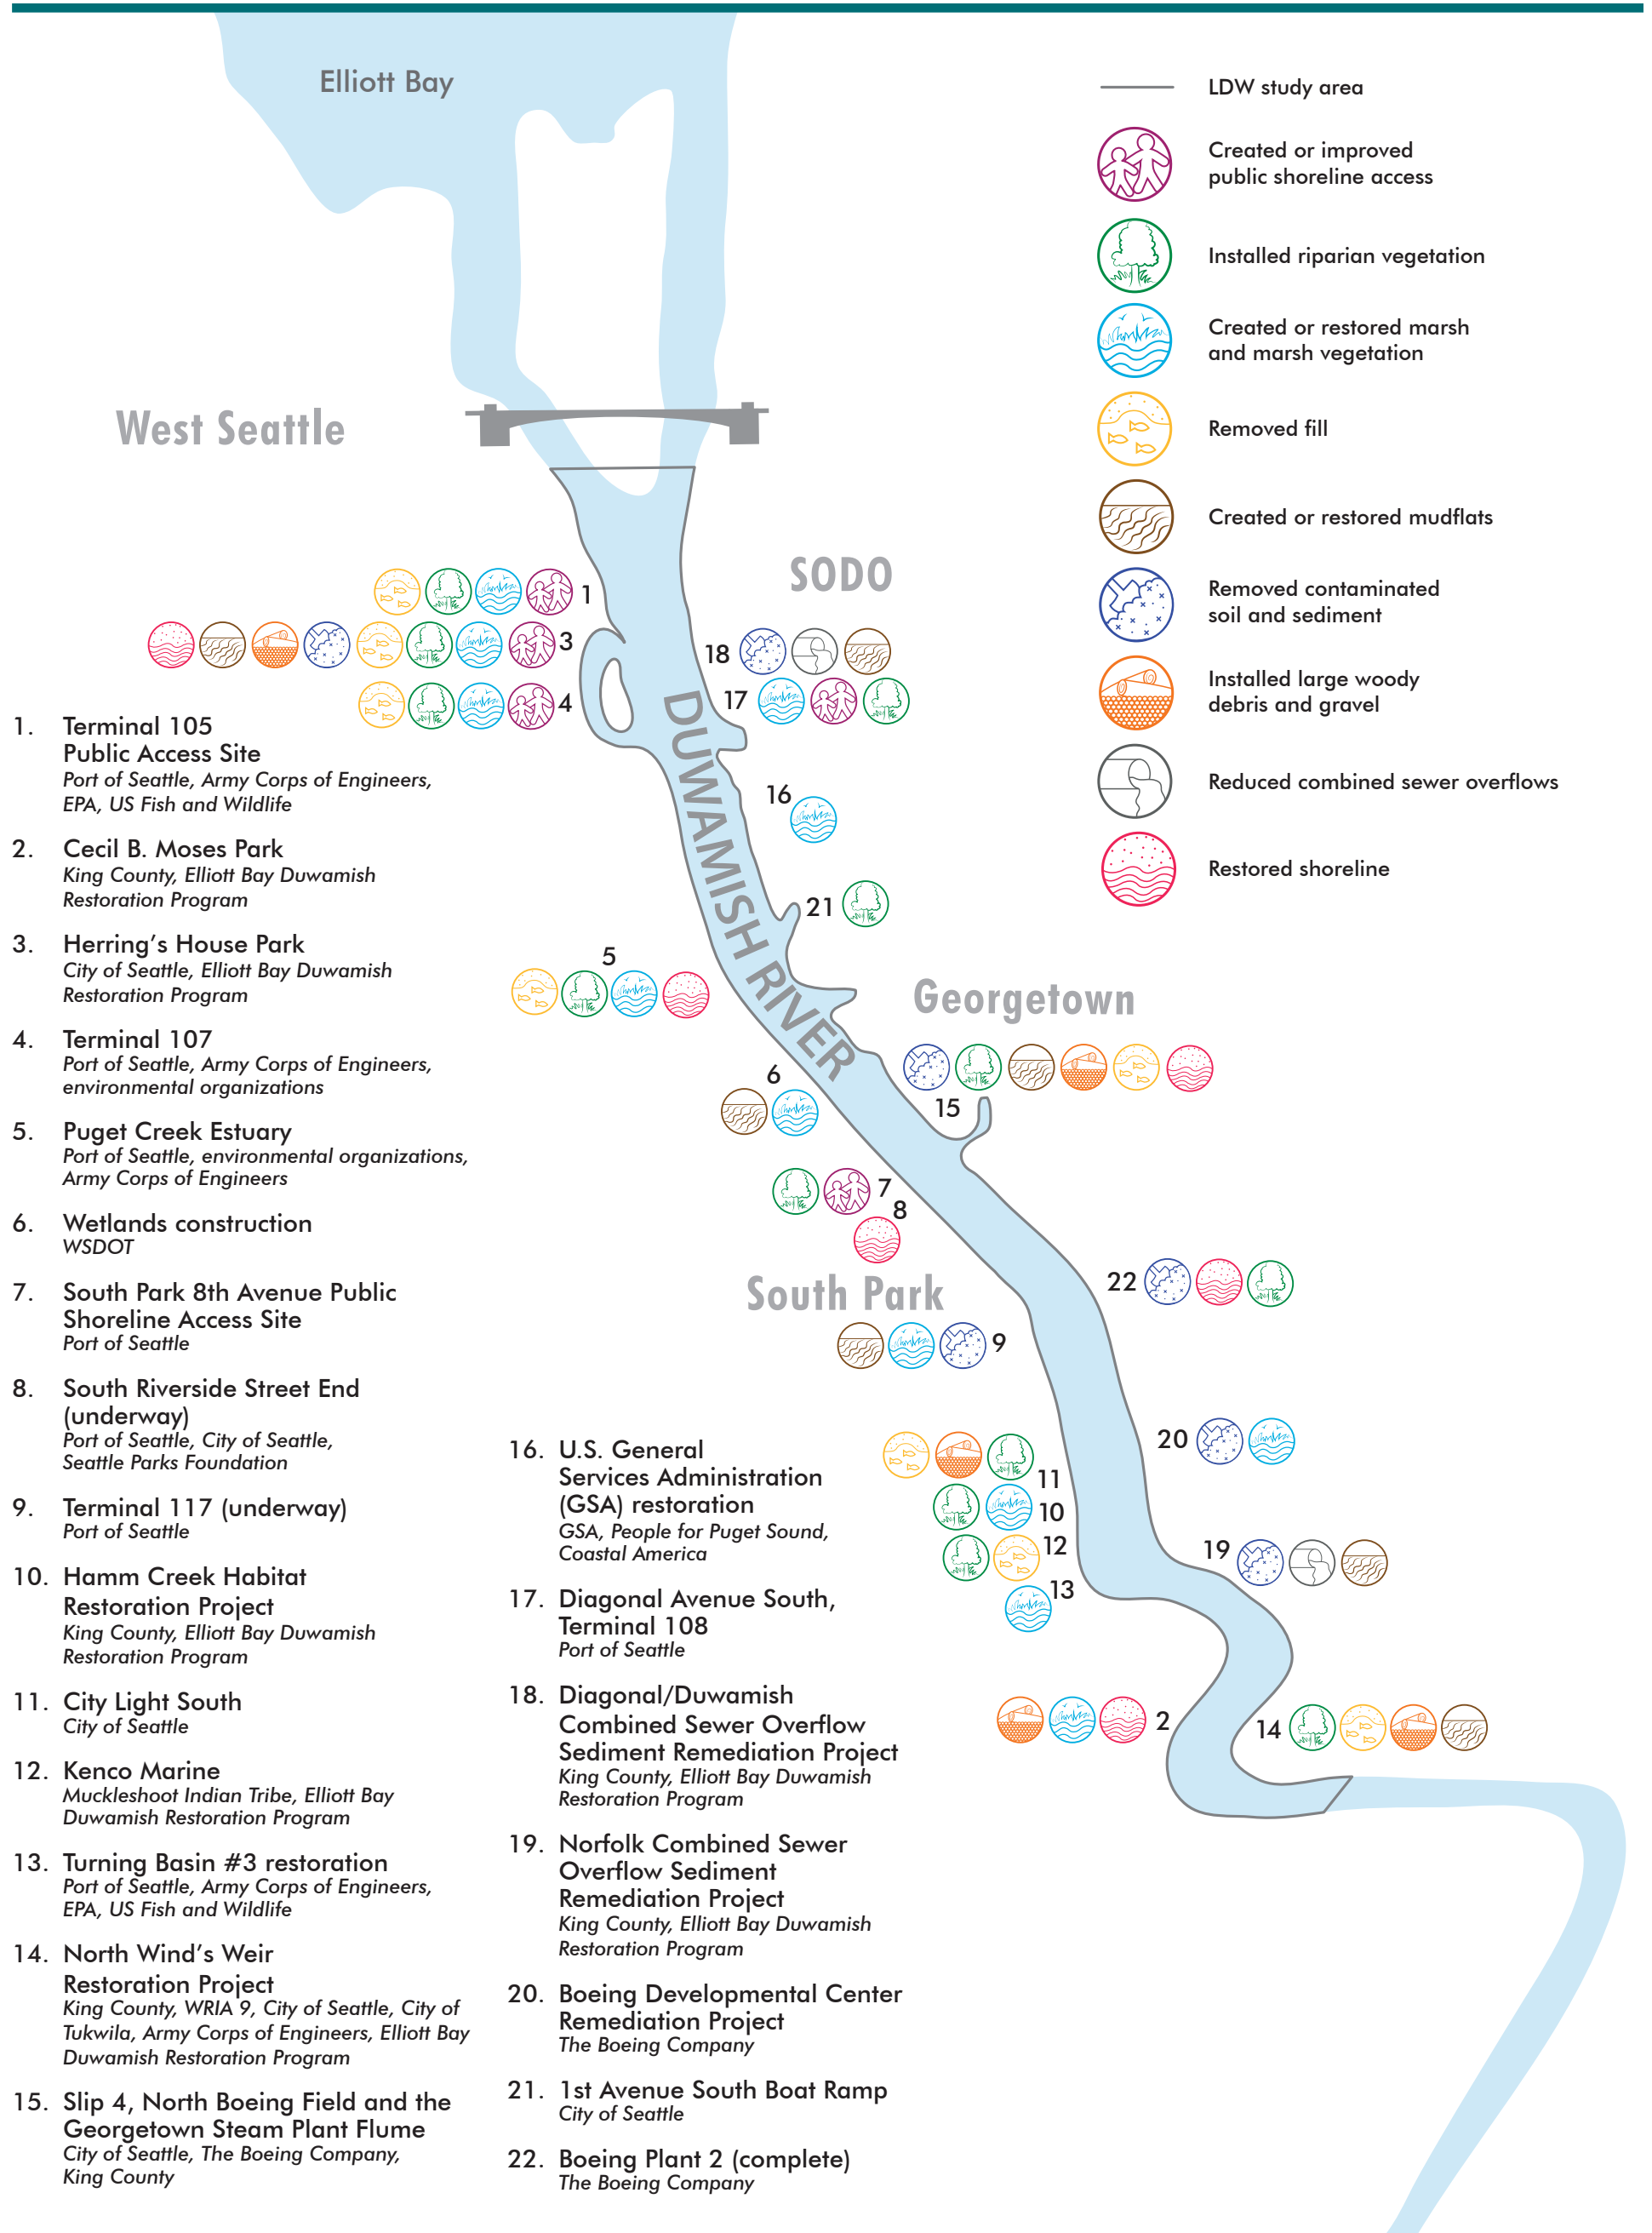 Elliott Bay
LDW study area
Created or improved
public shoreline access
Installed riparian vegetation
Created or restored marsh
and marsh vegetation
Removed fill
Created or restored mudflats
Removed contaminated
soil and sediment
Installed large woody
debris and gravel
Reduced combined sewer overflows
Restored shoreline
West Seattle
SODO
1
3
4
18
17
16
21
DUWAMISH RIVER
5
Georgetown
6
15
7
8
South Park
22
9
20
11
10
12
13
19
2
14
1. Terminal 105
Public Access Site
Port of Seattle, Army Corps of Engineers,
EPA, US Fish and Wildlife
2. Cecil B. Moses Park
King County, Elliott Bay Duwamish
Restoration Program
3. Herring’s House Park
City of Seattle, Elliott Bay Duwamish
Restoration Program
4. Terminal 107
Port of Seattle, Army Corps of Engineers,
environmental organizations
5. Puget Creek Estuary
Port of Seattle, environmental organizations,
Army Corps of Engineers
6. Wetlands construction
WSDOT
7. South Park 8th Avenue Public
Shoreline Access Site
Port of Seattle
8. South Riverside Street End
(underway)
Port of Seattle, City of Seattle,
Seattle Parks Foundation
9. Terminal 117 (underway)
Port of Seattle
10. Hamm Creek Habitat
Restoration Project
King County, Elliott Bay Duwamish
Restoration Program
11. City Light South
City of Seattle
12. Kenco Marine
Muckleshoot Indian Tribe, Elliott Bay
Duwamish Restoration Program
13. Turning Basin #3 restoration
Port of Seattle, Army Corps of Engineers,
EPA, US Fish and Wildlife
14. North Wind’s Weir
Restoration Project
King County, WRIA 9, City of Seattle, City of
Tukwila, Army Corps of Engineers, Elliott Bay
Duwamish Restoration Program
15. Slip 4, North Boeing Field and the
Georgetown Steam Plant Flume
City of Seattle, The Boeing Company,
King County
16. U.S. General
Services Administration
(GSA) restoration
GSA, People for Puget Sound,
Coastal America
17. Diagonal Avenue South,
Terminal 108
Port of Seattle
18. Diagonal/Duwamish
Combined Sewer Overflow
Sediment Remediation Project
King County, Elliott Bay Duwamish
Restoration Program
19. Norfolk Combined Sewer
Overflow Sediment
Remediation Project
King County, Elliott Bay Duwamish
Restoration Program
20. Boeing Developmental Center
Remediation Project
The Boeing Company
21. 1st Avenue South Boat Ramp
City of Seattle
22. Boeing Plant 2 (complete)
The Boeing Company